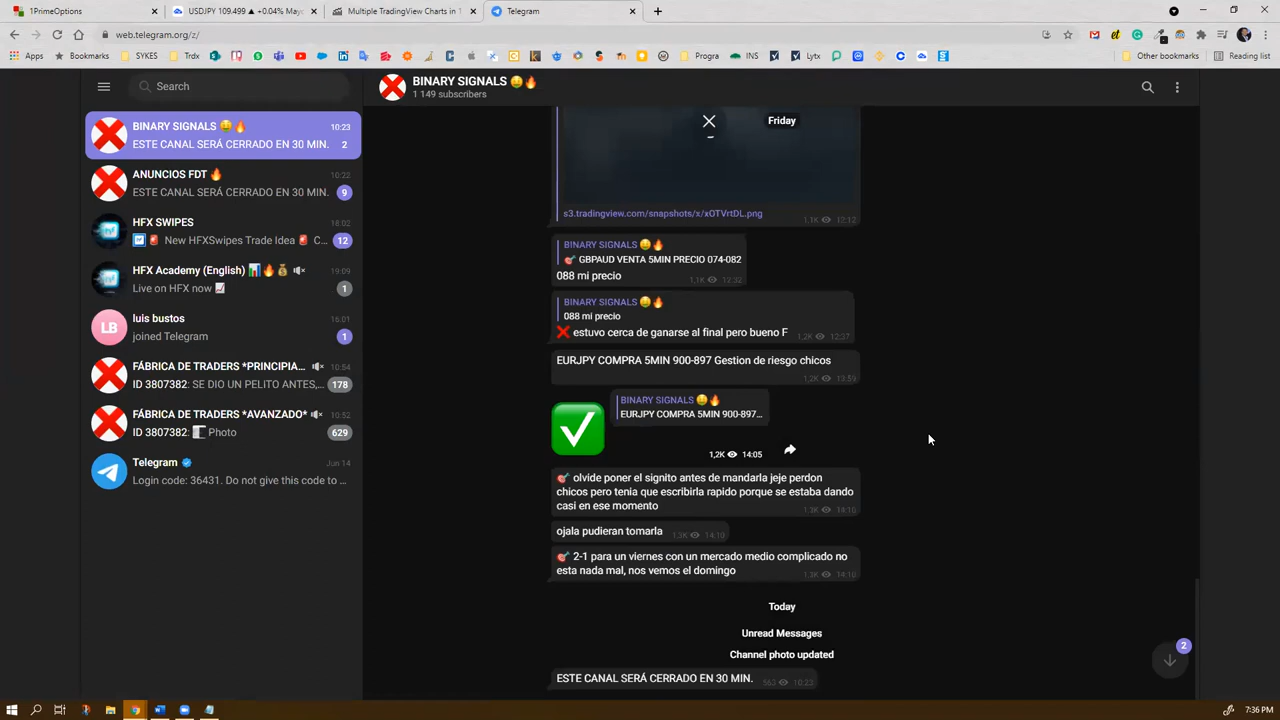 1PrimeOptions
USDJPY 109.499 ▲ +0.04% Mayo
Multiple TradingView Charts in 1
Telegram
web.telegram.org/z/
Apps
Bookmarks
SYKES
Trdx
Progra
INS
Lytx
Other bookmarks
Reading list
Search
BINARY SIGNALS 🤑🔥
1 149 subscribers
BINARY SIGNALS 🤑🔥 10:23
ESTE CANAL SERÁ CERRADO EN 30 MIN. 2
ANUNCIOS FDT 🔥 10:22
ESTE CANAL SERÁ CERRADO EN 30 MIN. 9
HFX SWIPES 18:02
🚨 New HFXSwipes Trade Idea 🚨 C... 12
HFX Academy (English) 📊🔥💰 19:09
Live on HFX now 📈 1
LB
luis bustos 16:01
joined Telegram 1
FÁBRICA DE TRADERS *PRINCIPIA... 10:54
ID 3807382: SE DIO UN PELITO ANTES,... 178
FÁBRICA DE TRADERS *AVANZADO* 10:52
ID 3807382: Photo 629
Telegram Jun 14
Login code: 36431. Do not give this code to ...
Friday
s3.tradingview.com/snapshots/x/xOTVrtDL.png
1,1K 12:12
BINARY SIGNALS 🤑🔥
🎯 GBPAUD VENTA 5MIN PRECIO 074-082
088 mi precio 1,1K 12:32
BINARY SIGNALS 🤑🔥
088 mi precio
❌ estuvo cerca de ganarse al final pero bueno F 1,2K 12:37
EURJPY COMPRA 5MIN 900-897 Gestion de riesgo chicos
1,2K 13:59
BINARY SIGNALS 🤑🔥
EURJPY COMPRA 5MIN 900-897...
1,2K 14:05
🎯 olvide poner el signito antes de mandarla jeje perdon
chicos pero tenia que escribirla rapido porque se estaba dando
casi en ese momento 1,3K 14:10
ojala pudieran tomarla 1,3K 14:10
🎯 2-1 para un viernes con un mercado medio complicado no
esta nada mal, nos vemos el domingo 1,3K 14:10
Today
Unread Messages
Channel photo updated
ESTE CANAL SERÁ CERRADO EN 30 MIN. 563 10:23
2
7:36 PM